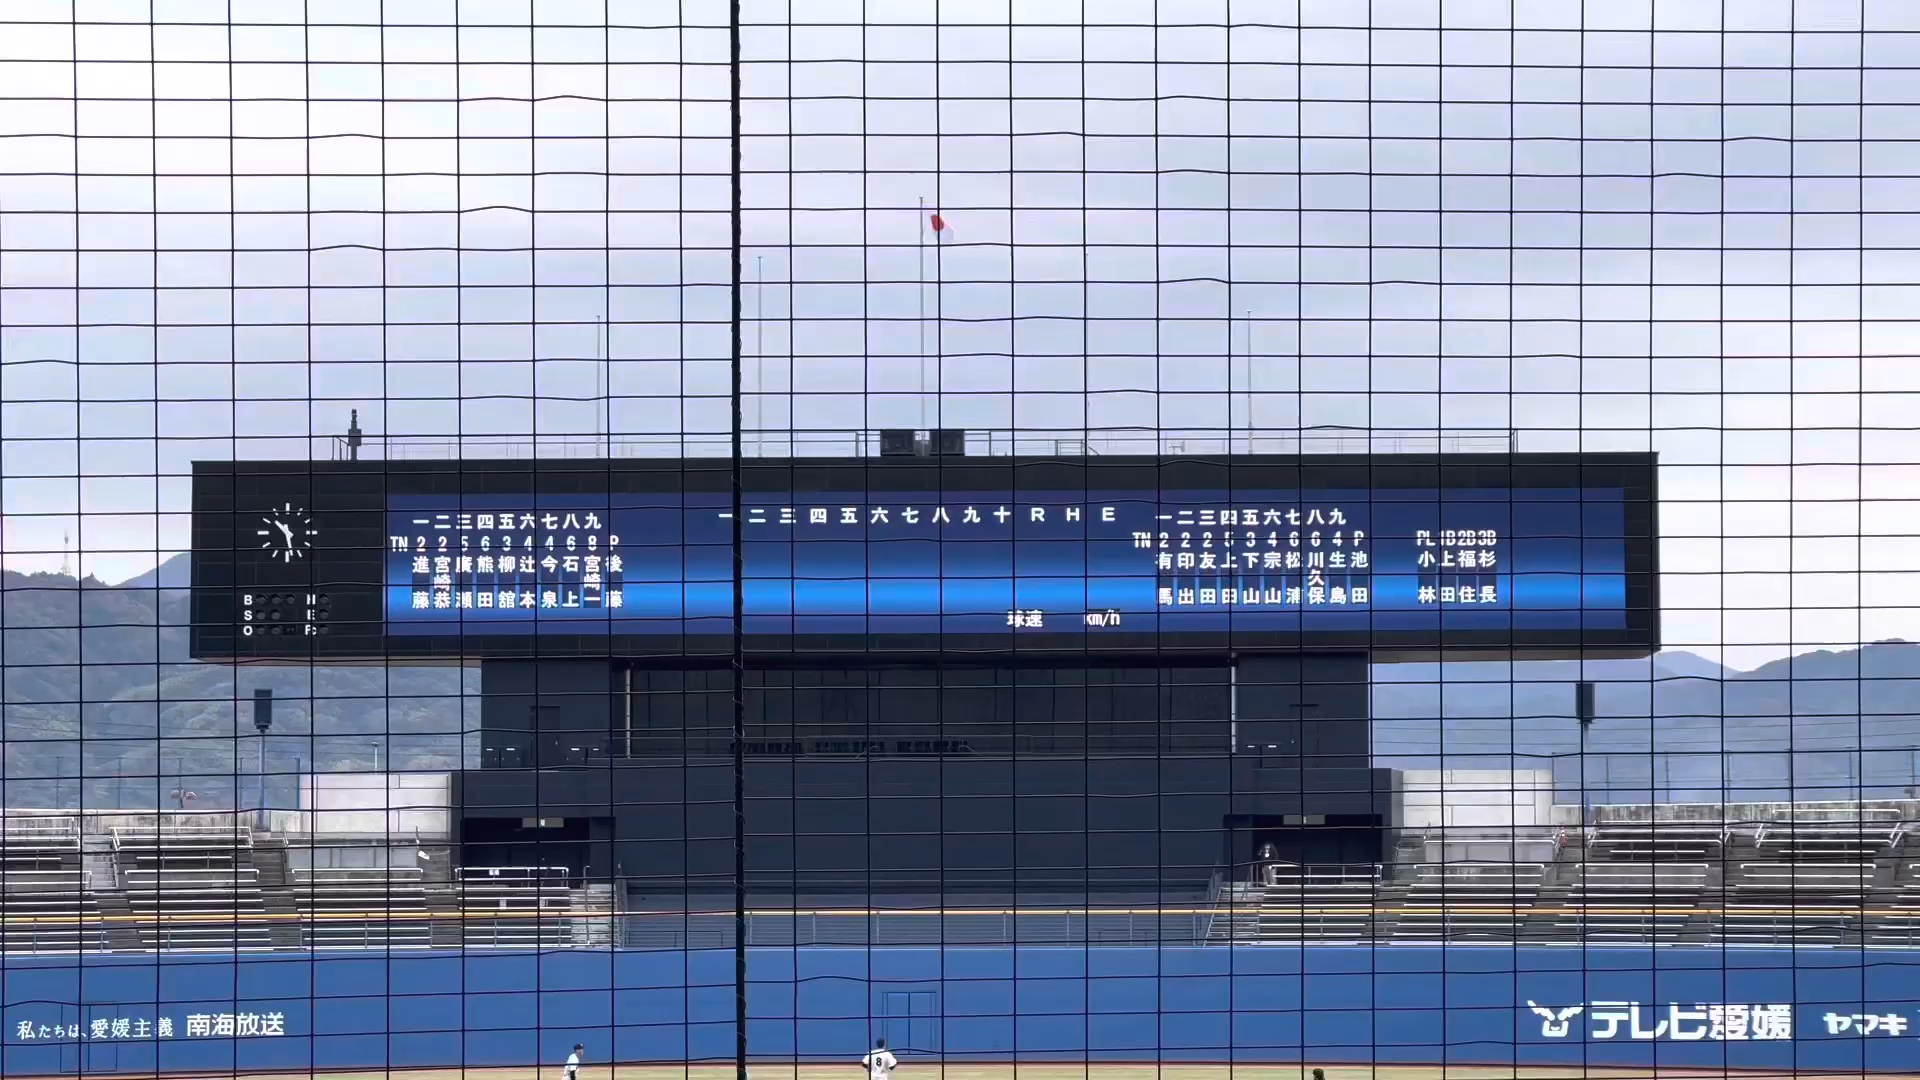 一二三四五六七八九
TN 2 2 5 6 3 4 4 6 8 P
進藤
宮崎恭
廣瀬
熊田
柳舘
辻本
今泉
石上
宮崎一
後藤
一二三四五六七八九十RHE
球速 km/h
一二三四五六七八九
TN 2 2 2 5 3 4 6 6 4 P
有馬
印出
友田
上田
下山
宗山
松浦
川久保
生島
池田
PL 1B 2B 3B
小林
上田
福住
杉長
B H
S E
O Fc
8
私たちは、愛媛主義 南海放送
テレビ愛媛
ヤマキ